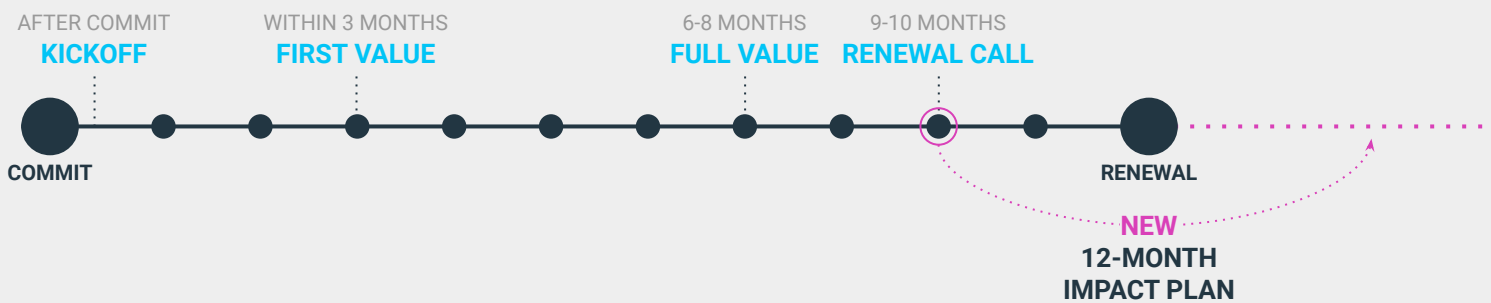 AFTER COMMIT
KICKOFF
WITHIN 3 MONTHS
FIRST VALUE
6-8 MONTHS
FULL VALUE
9-10 MONTHS
RENEWAL CALL
COMMIT
RENEWAL
NEW
12-MONTH
IMPACT PLAN